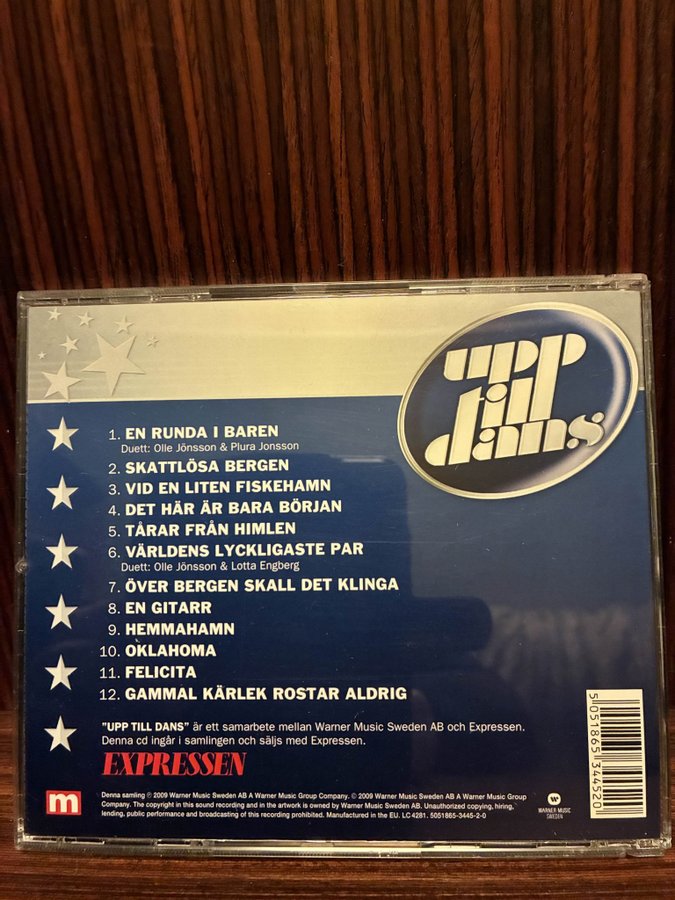 upp
till
dans
1. EN RUNDA I BAREN
Duett: Olle Jönsson & Plura Jonsson
2. SKATTLÖSA BERGEN
3. VID EN LITEN FISKEHAMN
4. DET HÄR ÄR BARA BÖRJAN
5. TÅRAR FRÅN HIMLEN
6. VÄRLDENS LYCKLIGASTE PAR
Duett: Olle Jönsson & Lotta Engberg
7. ÖVER BERGEN SKALL DET KLINGA
8. EN GITARR
9. HEMMAHAMN
10. OKLAHOMA
11. FELICITA
12. GAMMAL KÄRLEK ROSTAR ALDRIG
"UPP TILL DANS" är ett samarbete mellan Warner Music Sweden AB och Expressen.
Denna cd ingår i samlingen och säljs med Expressen.
EXPRESSEN
m
Denna samling ℗ 2009 Warner Music Sweden AB A Warner Music Group Company. © 2009 Warner Music Sweden AB A Warner Music Group
Company. The copyright in this sound recording and in the artwork is owned by Warner Music Sweden AB. Unauthorized copying, hiring,
lending, public performance and broadcasting of this recording prohibited. Manufactured in the EU. LC 4281. 5051865-3445-2-0
WARNER MUSIC
SWEDEN
5 051865 344520